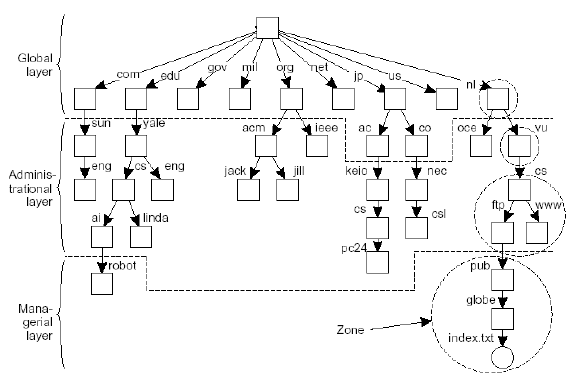 Global
layer
com edu gov mil org net jp us nl
sun yale acm ieee ac co oce vu
Adminis-
trational
layer
eng cs eng jack jill keio nec cs
ai linda cs csl ftp www
pc24
robot pub
Mana-
gerial
layer
globe
Zone index.txt